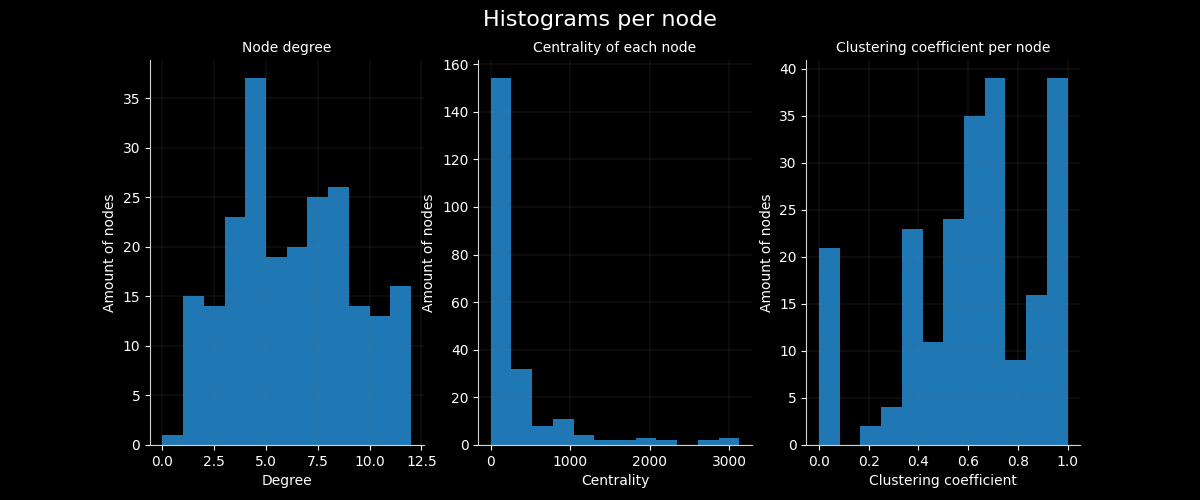 Histograms per node
Node degree
Amount of nodes
35
30
25
20
15
10
5
0
0.0 2.5 5.0 7.5 10.0 12.5
Degree
Centrality of each node
Amount of nodes
160
140
120
100
80
60
40
20
0
0 1000 2000 3000
Centrality
Clustering coefficient per node
Amount of nodes
40
35
30
25
20
15
10
5
0
0.0 0.2 0.4 0.6 0.8 1.0
Clustering coefficient